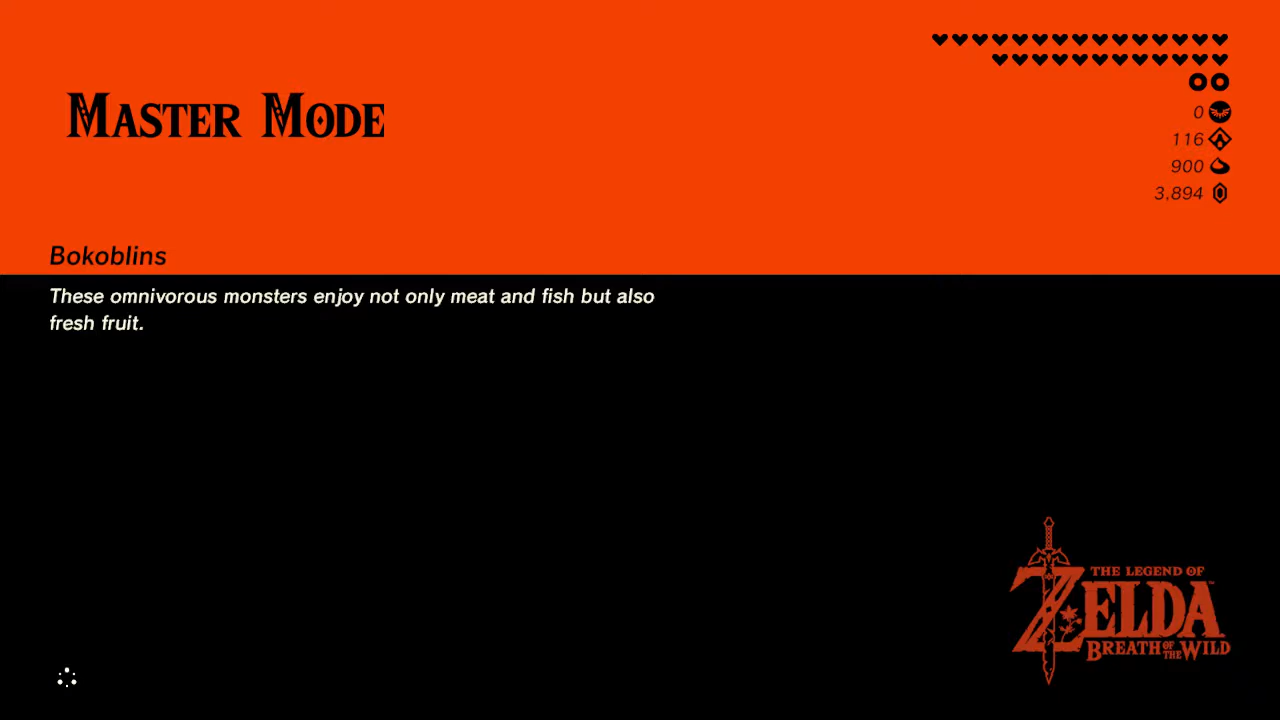 Master Mode
0
116
900
3,894
Bokoblins
These omnivorous monsters enjoy not only meat and fish but also
fresh fruit.
THE LEGEND OF
ZELDA
BREATH OF THE WILD